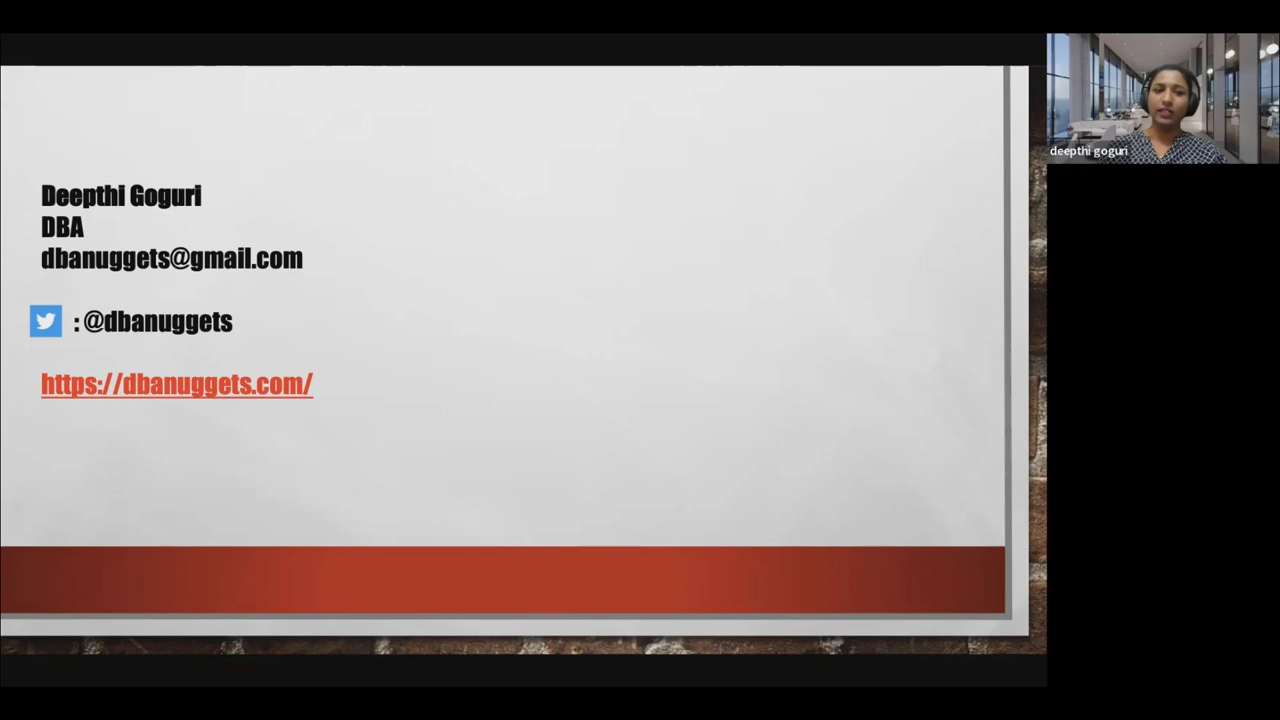 Deepthi Goguri
DBA
dbanuggets@gmail.com
: @dbanuggets
https://dbanuggets.com/
deepthi goguri